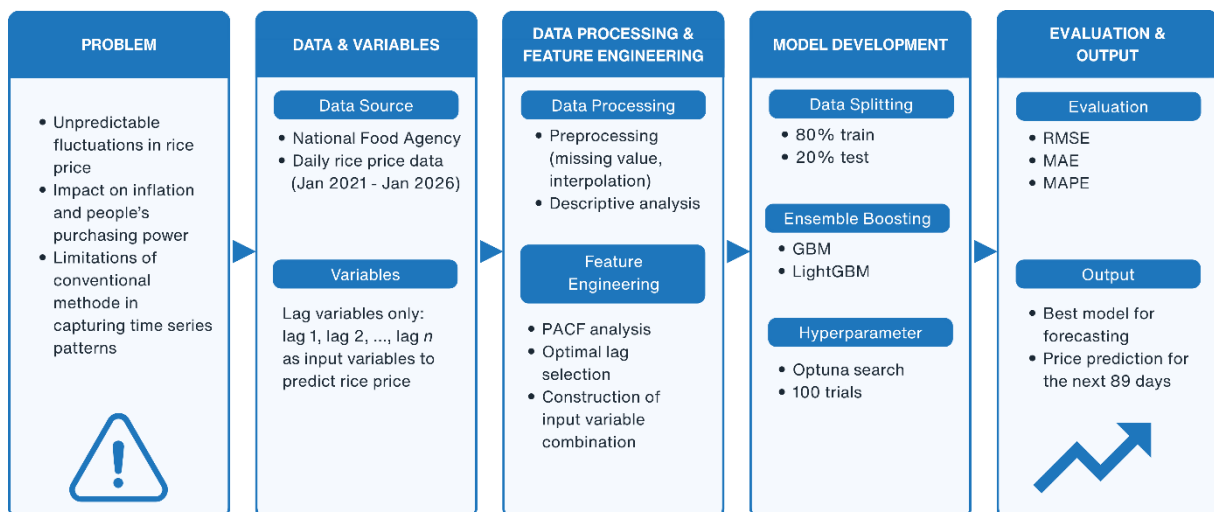 PROBLEM
• Unpredictable
fluctuations in rice
price
• Impact on inflation
and people's
purchasing power
• Limitations of
conventional
methode in
capturing time series
patterns
DATA & VARIABLES
Data Source
• National Food Agency
• Daily rice price data
(Jan 2021 - Jan 2026)
Variables
Lag variables only:
lag 1, lag 2, ..., lag n
as input variables to
predict rice price
DATA PROCESSING &
FEATURE ENGINEERING
Data Processing
• Preprocessing
(missing value,
interpolation)
• Descriptive analysis
Feature
Engineering
• PACF analysis
• Optimal lag
selection
• Construction of
input variable
combination
MODEL DEVELOPMENT
Data Splitting
• 80% train
• 20% test
Ensemble Boosting
• GBM
• LightGBM
Hyperparameter
• Optuna search
• 100 trials
EVALUATION &
OUTPUT
Evaluation
• RMSE
• MAE
• MAPE
Output
• Best model for
forecasting
• Price prediction for
the next 89 days